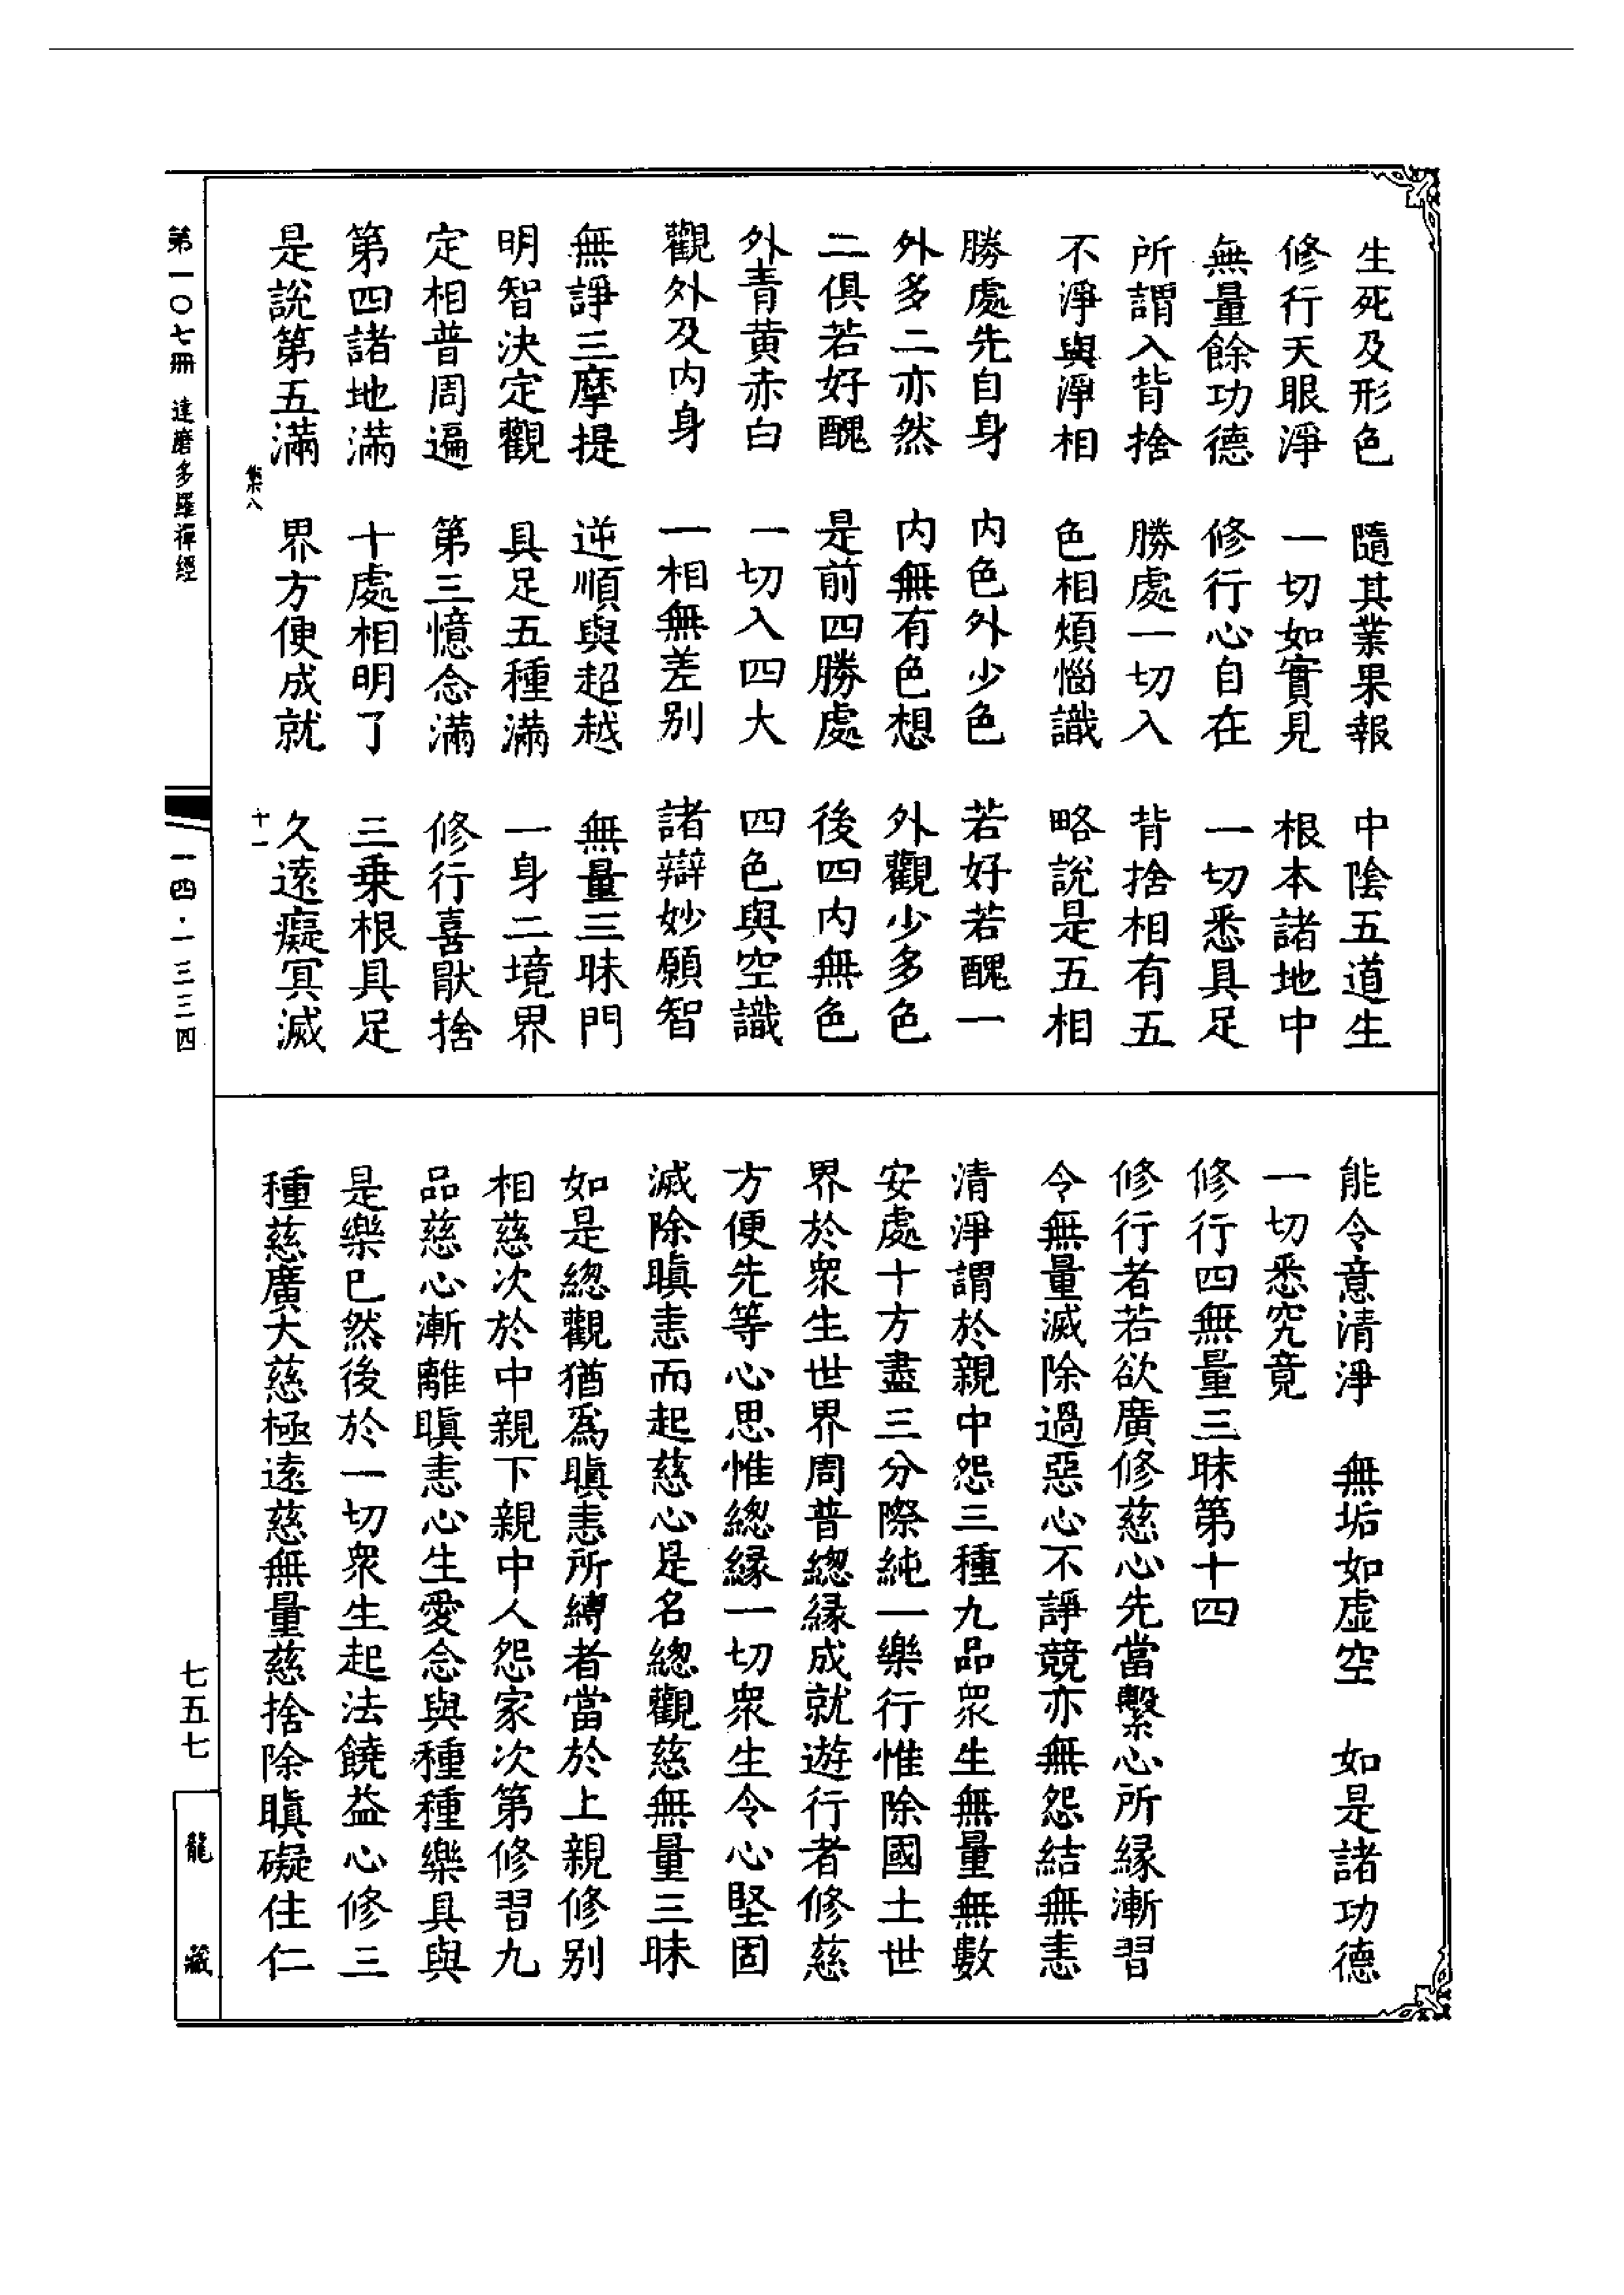 生死及形色　隨其業果報　中陰五道生
修行天眼淨　一切如實見　根本諸地中
無量餘功德　修行心自在　一切悉具足
所謂入背捨　勝處一切入　背捨相有五
不淨與淨相　色相煩惱識　略說是五相
勝處先自身　内色外少色　若好若醜一
外多二亦然　内無有色想　外觀少多色
二俱若好醜　是前四勝處　後四内無色
外青黄赤白　一切入四大　四色與空識
觀外及内身　一相無差别　諸辯妙願智
無諍三摩提　逆順與超越　無量三昧門
明智決定觀　具足五種滿　一身二境界
定相普周遍　第三憶念滿　修行喜猒捨
第四諸地滿　十處相明了　三乗根具足
是說第五滿　界方便成就　久遠癡冥滅
能令意清淨　無垢如虚空　如是諸功德
一切悉究竟
修行四無量三昧第十四
修行者若欲廣修慈心先當繫心所緣漸習
令無量滅除過惡心不諍競亦無怨結無恚
清淨謂於親中怨三種九品衆生無量無數
安處十方盡三分際純一樂行惟除國土世
界於衆生世界周普緫緣成就遊行者修慈
方便先等心思惟緫緣一切衆生令心堅固
滅除瞋恚而起慈心是名緫觀慈無量三昧
如是緫觀猶爲瞋恚所縛者當於上親修别
相慈次於中親下親中人怨家次第修習九
品慈心漸離瞋恚心生愛念與種種樂具與
是樂已然後於一切衆生起法饒益心修三
種慈廣大慈極遠慈無量慈捨除瞋礙住仁
集八
十一
第一〇七冊　達磨多羅禪經
一四·一三三四
七五七
龍藏